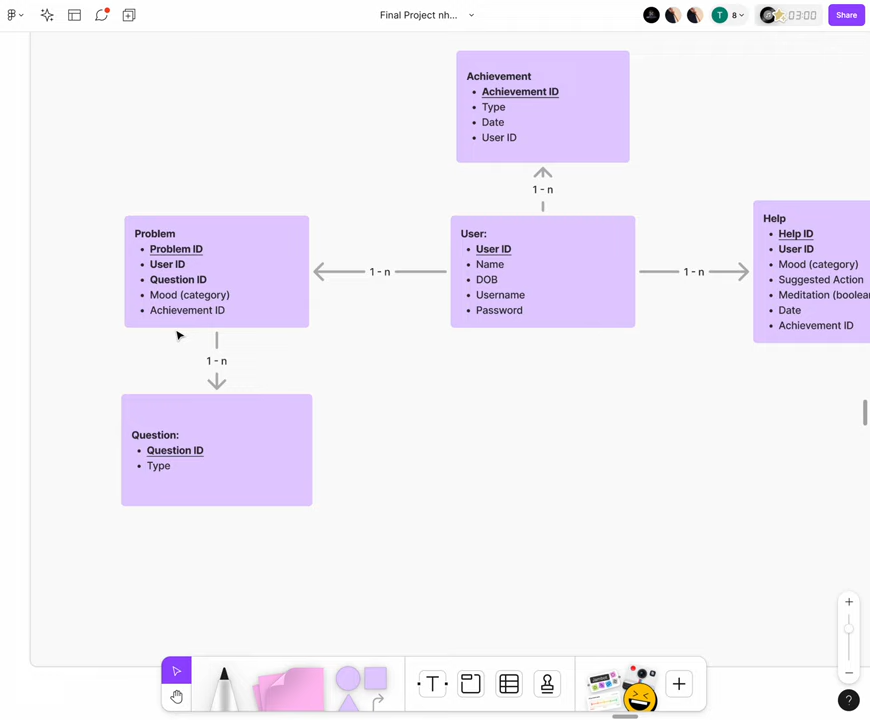 Final Project nh...
T
8
03:00
Share
Achievement
Achievement ID
Type
Date
User ID
1 - n
Problem
Problem ID
User ID
Question ID
Mood (category)
Achievement ID
1 - n
User:
User ID
Name
DOB
Username
Password
1 - n
Help
Help ID
User ID
Mood (category)
Suggested Action
Meditation (boolea
Date
Achievement ID
1 - n
Question:
Question ID
Type
T
?